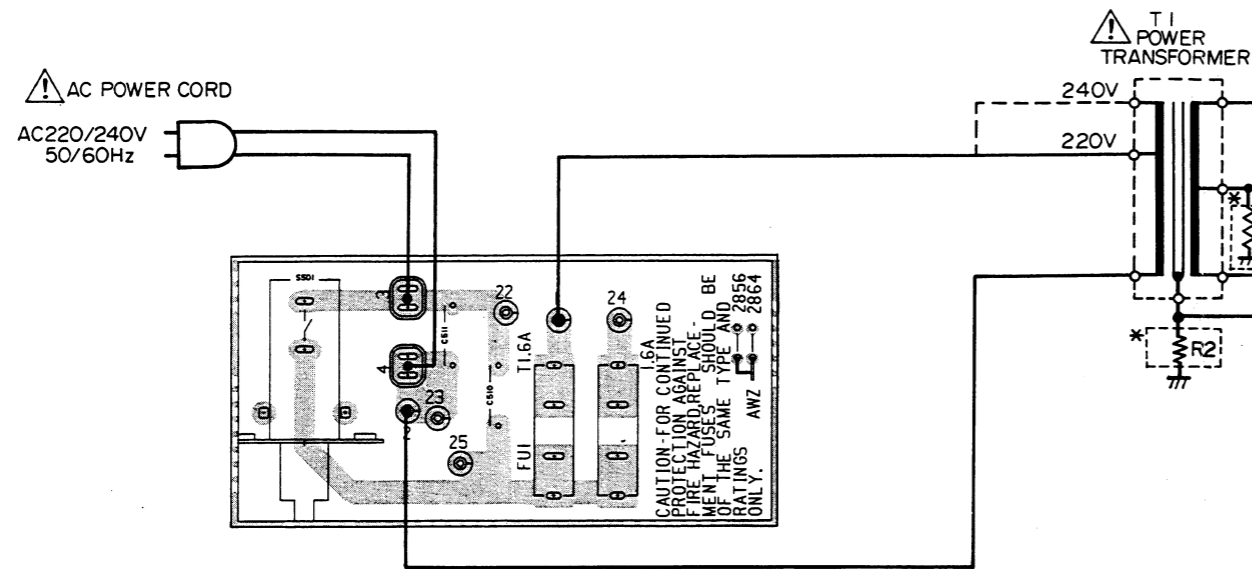 T1
POWER
TRANSFORMER
AC POWER CORD
AC220/240V
50/60Hz
240V
220V
*
R2
*
S501
3
4
C511
22
23
25
C510
T1.6A
FU1
24
1.6A
CAUTION-FOR CONTINUED
PROTECTION AGAINST
FIRE HAZARD,REPLACE-
MENT FUSES SHOULD BE
OF THE SAME TYPE AND
RATINGS
ONLY.
AWZ
2856
2864